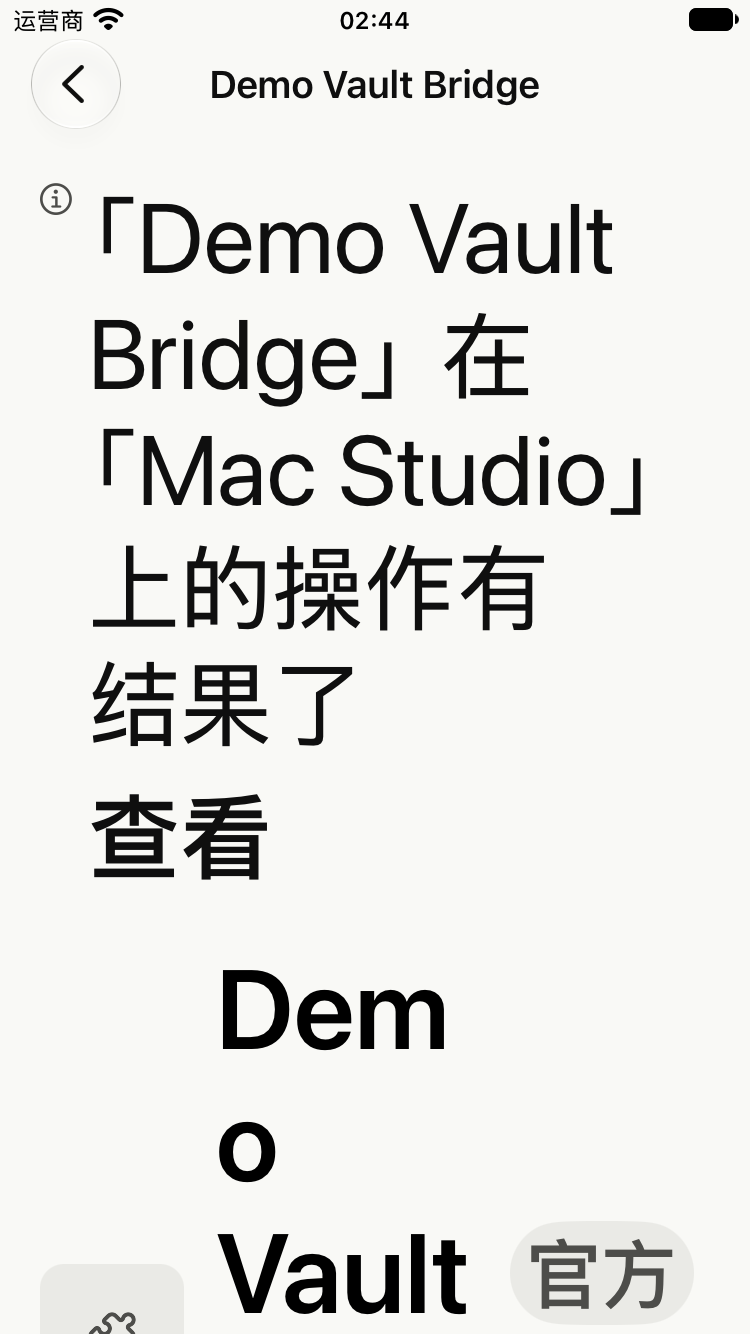 运营商
02:44
Demo Vault Bridge
「Demo Vault
Bridge」在
「Mac Studio」
上的操作有
结果了
查看
Dem
o
Vault
官方